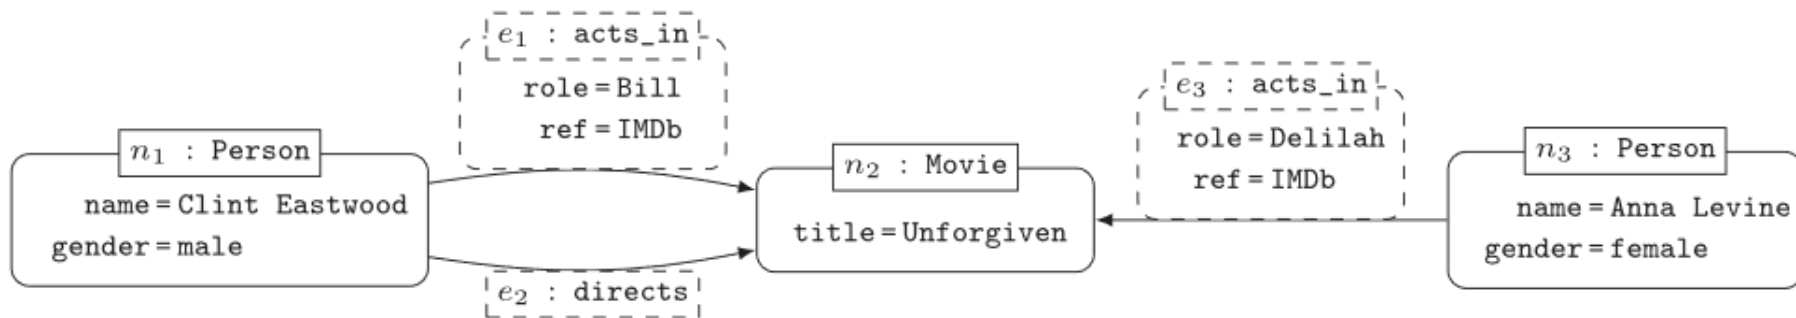 n₁ : Person
name = Clint Eastwood
gender = male
e₁ : acts_in
role = Bill
ref = IMDb
e₂ : directs
n₂ : Movie
title = Unforgiven
e₃ : acts_in
role = Delilah
ref = IMDb
n₃ : Person
name = Anna Levine
gender = female